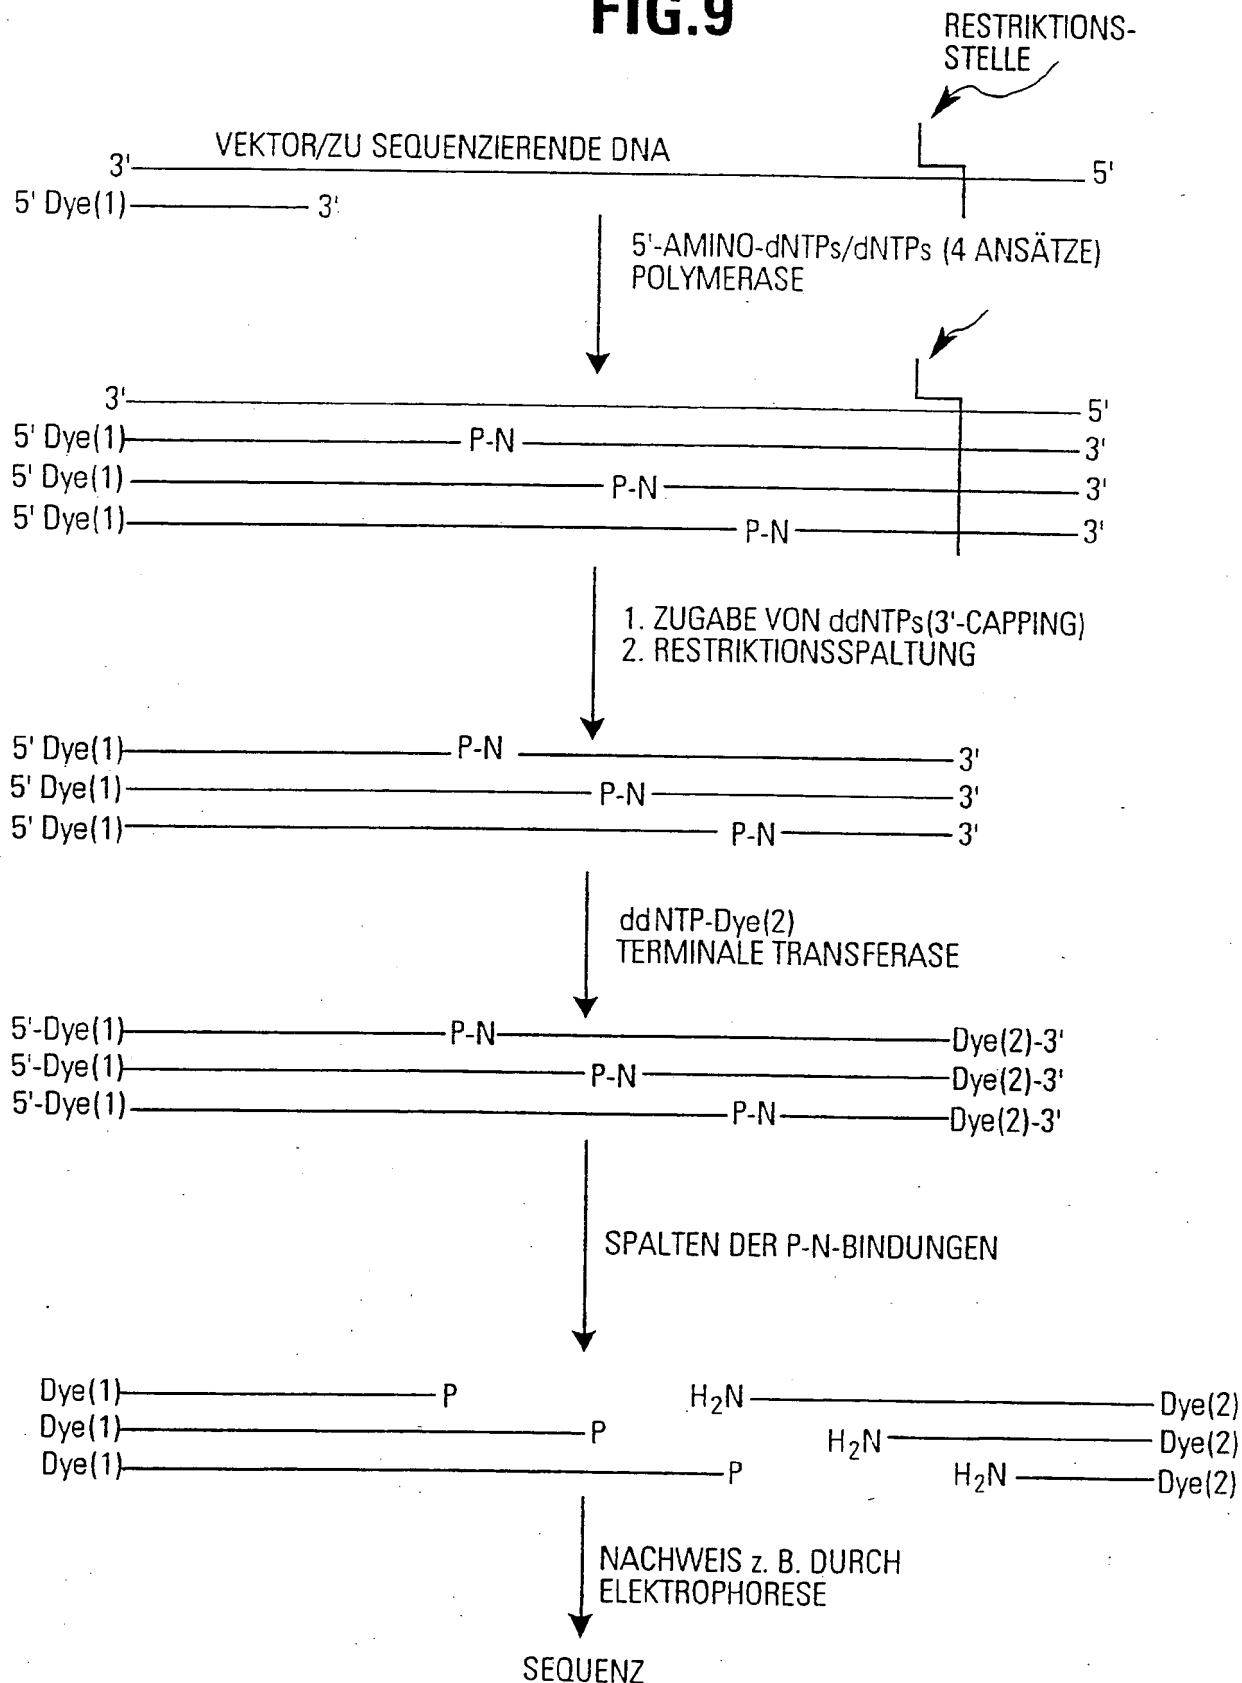 FIG.9
RESTRIKTIONS-
STELLE
VEKTOR/ZU SEQUENZIERENDE DNA
3' 5'
5' Dye(1) 3'
5'-AMINO-dNTPs/dNTPs (4 ANSÄTZE)
POLYMERASE
3' 5'
5' Dye(1) P-N 3'
5' Dye(1) P-N 3'
5' Dye(1) P-N 3'
1. ZUGABE VON ddNTPs(3'-CAPPING)
2. RESTRIKTIONSSPALTUNG
5' Dye(1) P-N 3'
5' Dye(1) P-N 3'
5' Dye(1) P-N 3'
ddNTP-Dye(2)
TERMINALE TRANSFERASE
5'-Dye(1) P-N Dye(2)-3'
5'-Dye(1) P-N Dye(2)-3'
5'-Dye(1) P-N Dye(2)-3'
SPALTEN DER P-N-BINDUNGEN
Dye(1) P H₂N Dye(2)
Dye(1) P H₂N Dye(2)
Dye(1) P H₂N Dye(2)
NACHWEIS z. B. DURCH
ELEKTROPHORESE
SEQUENZ